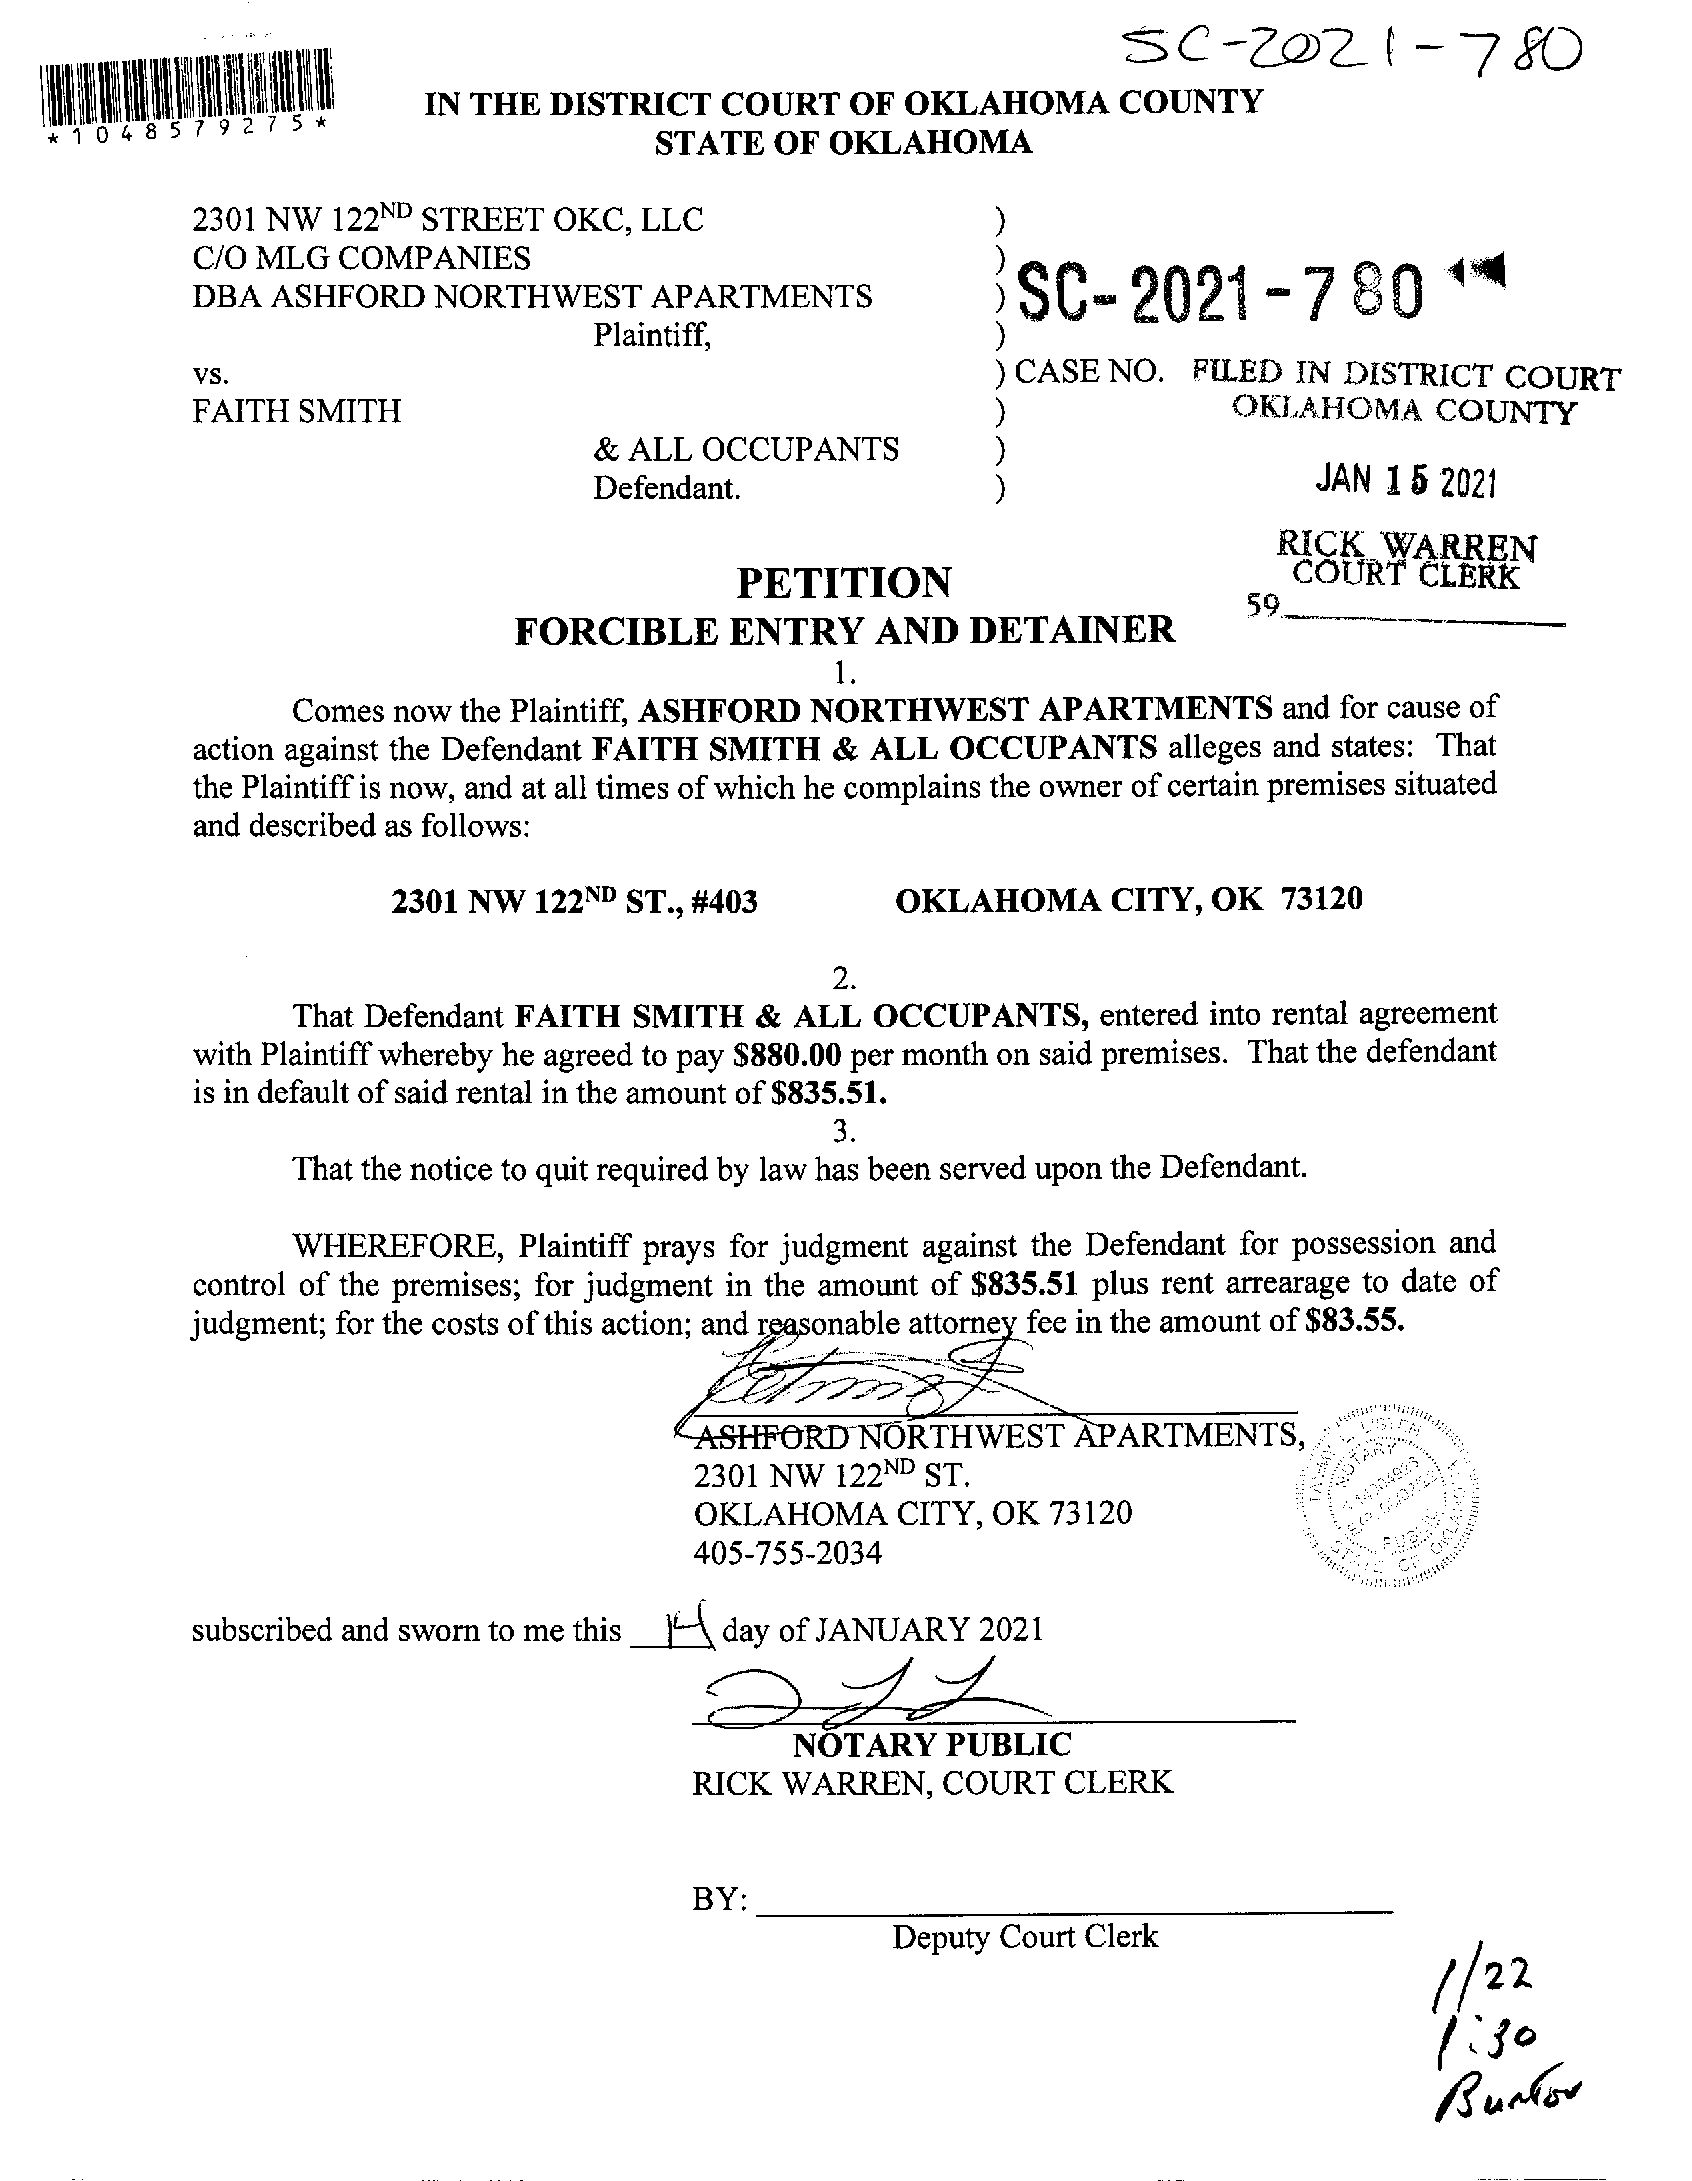 SC-2021-780
*1048579275*
IN THE DISTRICT COURT OF OKLAHOMA COUNTY
STATE OF OKLAHOMA
2301 NW 122ND STREET OKC, LLC )
C/O MLG COMPANIES )
DBA ASHFORD NORTHWEST APARTMENTS ) SC-2021-780
Plaintiff, )
vs. ) CASE NO. FILED IN DISTRICT COURT
FAITH SMITH ) OKLAHOMA COUNTY
& ALL OCCUPANTS )
Defendant. ) JAN 15 2021
RICK WARREN
COURT CLERK
59
PETITION
FORCIBLE ENTRY AND DETAINER
1.
Comes now the Plaintiff, ASHFORD NORTHWEST APARTMENTS and for cause of
action against the Defendant FAITH SMITH & ALL OCCUPANTS alleges and states: That
the Plaintiff is now, and at all times of which he complains the owner of certain premises situated
and described as follows:
2301 NW 122ND ST., #403 OKLAHOMA CITY, OK 73120
2.
That Defendant FAITH SMITH & ALL OCCUPANTS, entered into rental agreement
with Plaintiff whereby he agreed to pay $880.00 per month on said premises. That the defendant
is in default of said rental in the amount of $835.51.
3.
That the notice to quit required by law has been served upon the Defendant.
WHEREFORE, Plaintiff prays for judgment against the Defendant for possession and
control of the premises; for judgment in the amount of $835.51 plus rent arrearage to date of
judgment; for the costs of this action; and reasonable attorney fee in the amount of $83.55.
ASHFORD NORTHWEST APARTMENTS,
2301 NW 122ND ST.
OKLAHOMA CITY, OK 73120
405-755-2034
NOTARY
PUBLIC
STATE OF OKLAHOMA
subscribed and sworn to me this 14 day of JANUARY 2021
NOTARY PUBLIC
RICK WARREN, COURT CLERK
BY:
Deputy Court Clerk
1/22
1:30
Burton